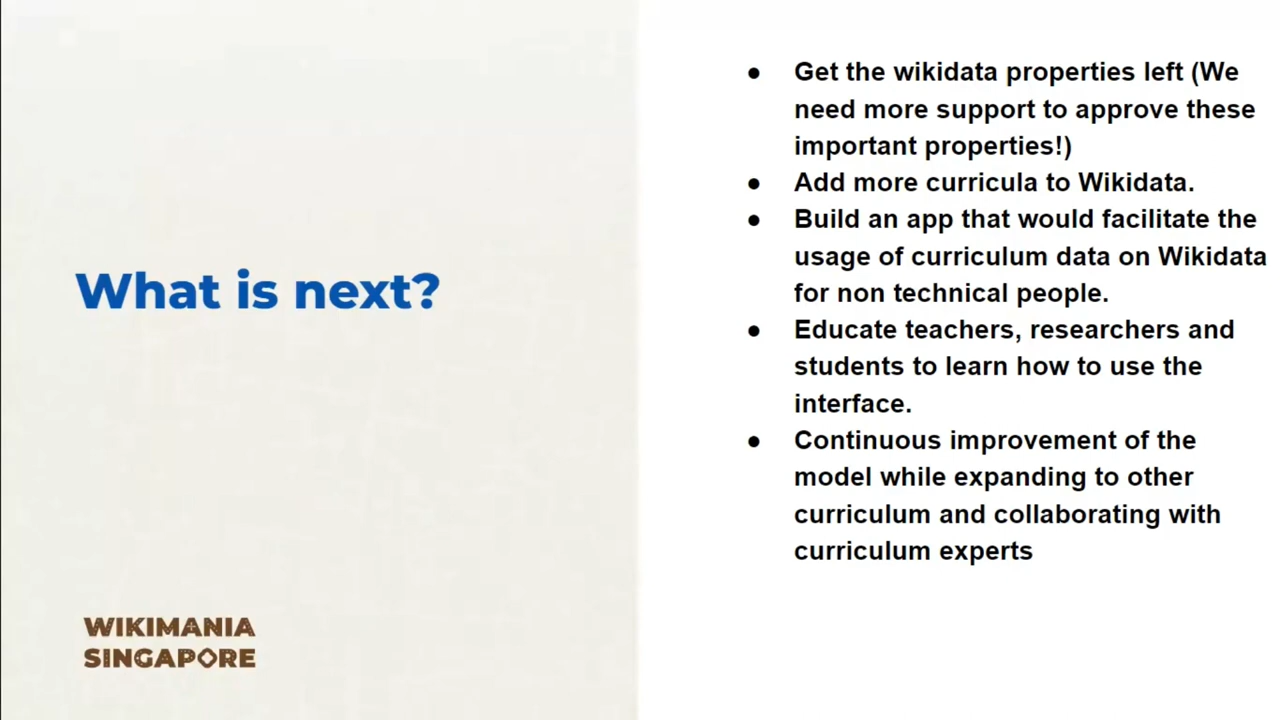 What is next?
WIKIMANIA
SINGAPORE
● Get the wikidata properties left (We
need more support to approve these
important properties!)
● Add more curricula to Wikidata.
● Build an app that would facilitate the
usage of curriculum data on Wikidata
for non technical people.
● Educate teachers, researchers and
students to learn how to use the
interface.
● Continuous improvement of the
model while expanding to other
curriculum and collaborating with
curriculum experts